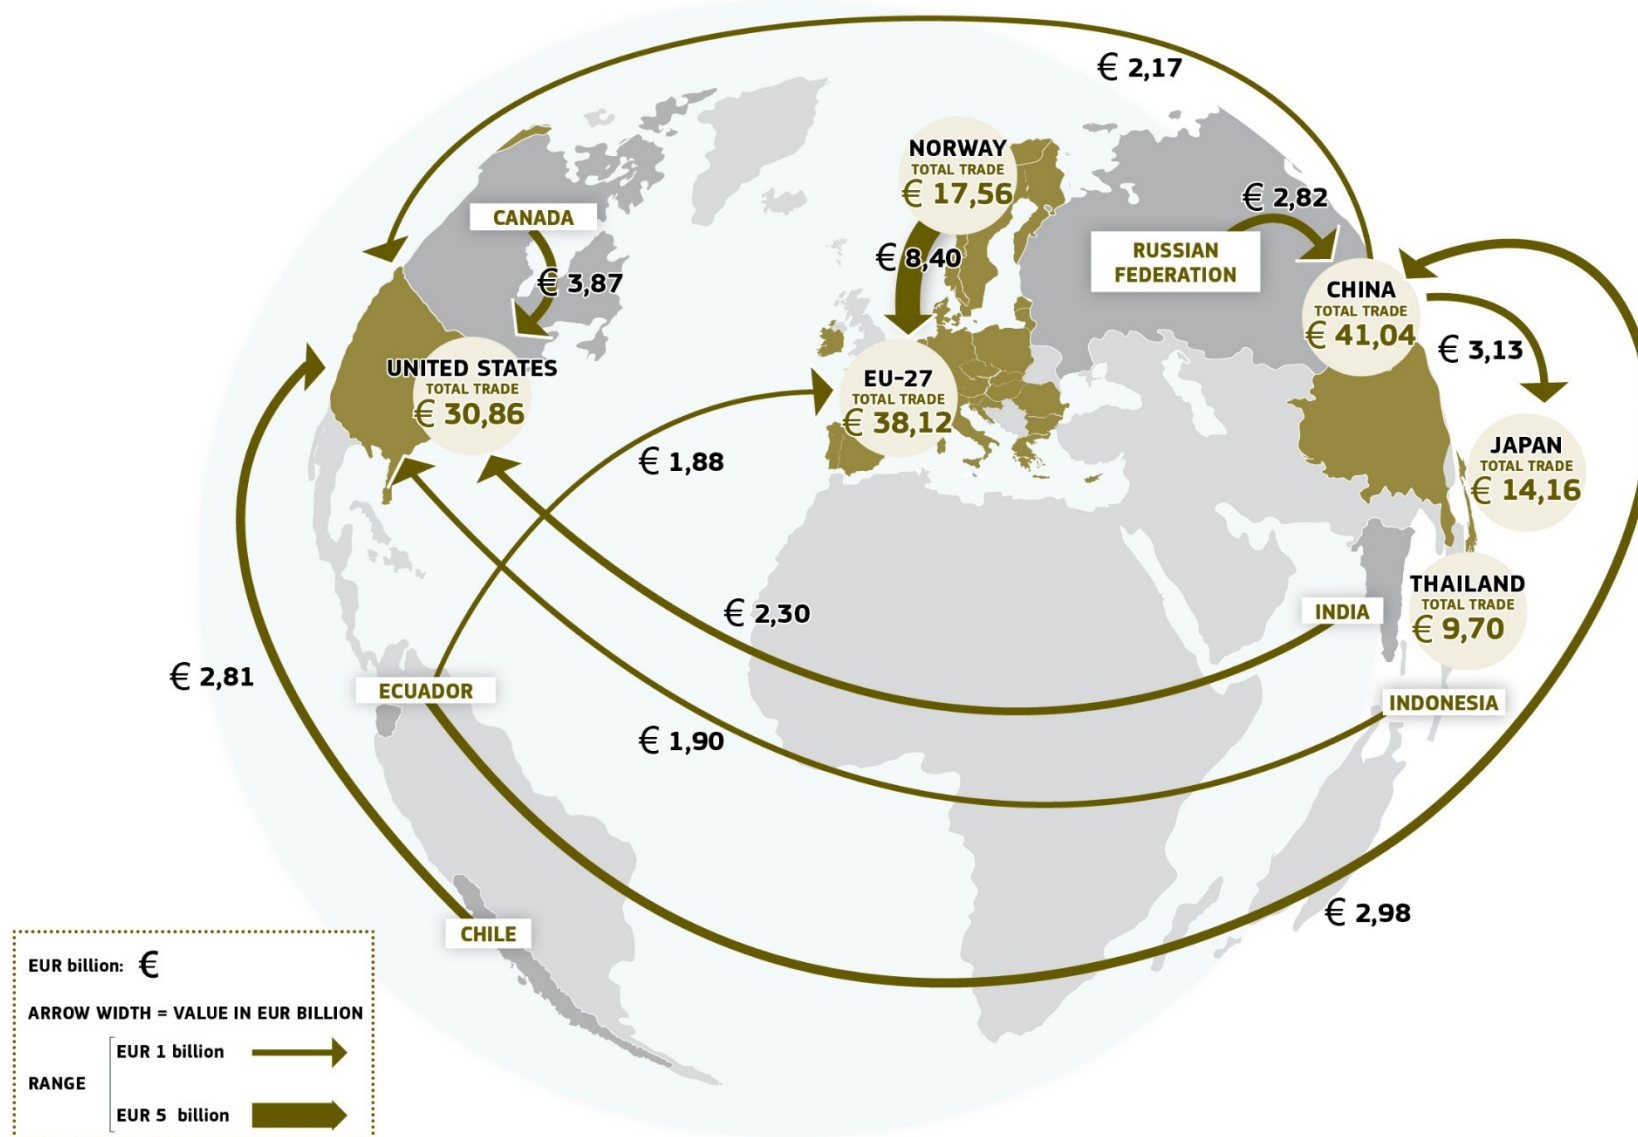 € 2,17
NORWAY
TOTAL TRADE
€ 17,56
€ 2,82
CANADA
RUSSIAN
FEDERATION
€ 8,40
€ 3,87
CHINA
TOTAL TRADE
€ 41,04
€ 3,13
UNITED STATES
TOTAL TRADE
€ 30,86
EU-27
TOTAL TRADE
€ 38,12
JAPAN
TOTAL TRADE
€ 14,16
€ 1,88
THAILAND
TOTAL TRADE
€ 9,70
€ 2,30
INDIA
€ 2,81
ECUADOR
INDONESIA
€ 1,90
€ 2,98
CHILE
EUR billion: €
ARROW WIDTH = VALUE IN EUR BILLION
RANGE
EUR 1 billion
EUR 5 billion